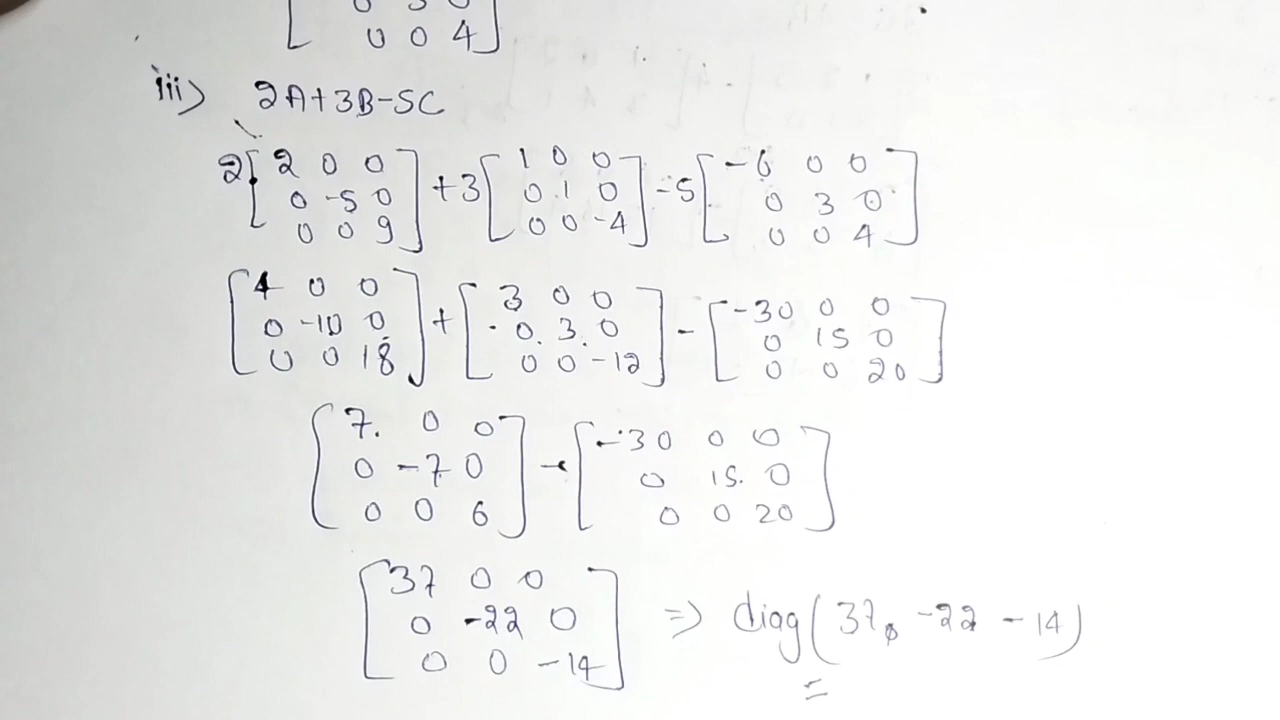 0 0 4
iii) 2A+3B-5C
2[2 0 0 +3[1 0 0 -5[-6 0 0
0 -5 0 0 1 0 0 3 0
0 0 9] 0 0 -4] 0 0 4]
[4 0 0 + [3 0 0 - [-30 0 0
0 -10 0 0 3 0 0 15 0
0 0 18] 0 0 -12] 0 0 20]
[7 0 0 - [-30 0 0
0 -7 0 0 15 0
0 0 6] 0 0 20]
[37 0 0
0 -22 0 => diag(37, -22 -14)
0 0 -14]